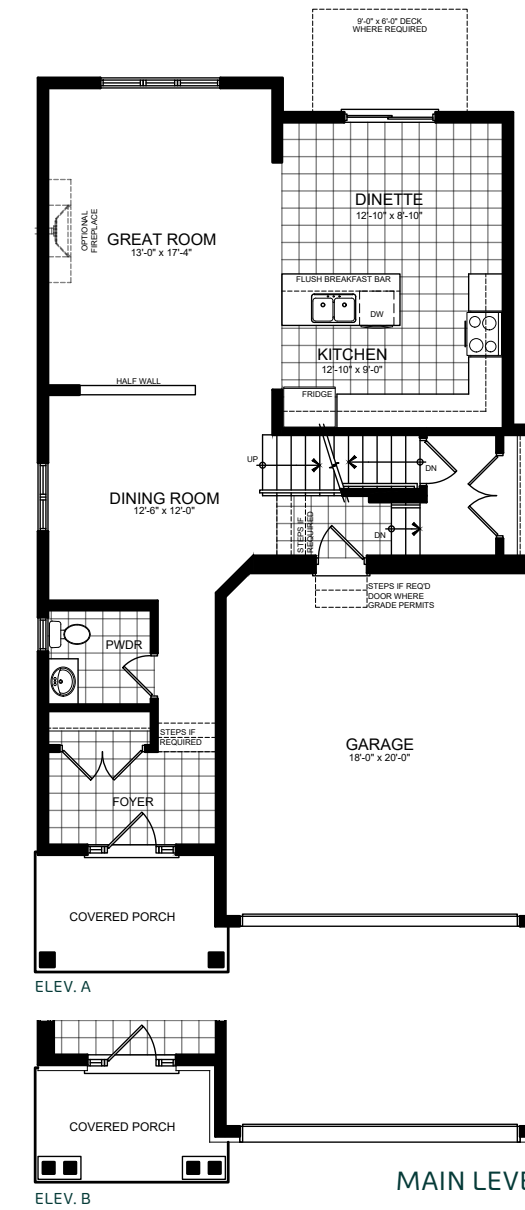 9'-0" x 6'-0" DECK
WHERE REQUIRED
DINETTE
12'-10" x 8'-10"
OPTIONAL
FIREPLACE
GREAT ROOM
13'-0" x 17'-4"
FLUSH BREAKFAST BAR
DW
KITCHEN
12'-10" x 9'-0"
HALF WALL
FRIDGE
UP
DN
DINING ROOM
12'-6" x 12'-0"
STEPS IF
REQUIRED
DN
STEPS IF REQ'D
DOOR WHERE
GRADE PERMITS
PWDR
STEPS IF
REQUIRED
GARAGE
18'-0" x 20'-0"
FOYER
COVERED PORCH
ELEV. A
COVERED PORCH
MAIN LEVE
ELEV. B